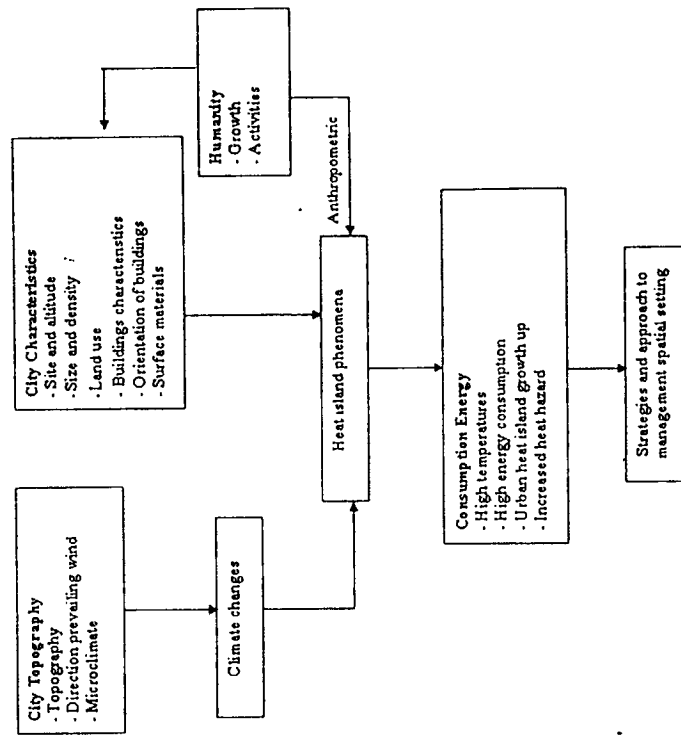 City Topography
- Topography
- Direction prevailing wind
- Microclimate
City Characteristics
- Site and altitude
- Size and density ;
- Land use
- Buildings characterstics
- Orientation of buildings
- Surface materials
Humanity
- Growth
- Activities
Climate changes
Anthropometric
Heat island phenomena
Consumption Energy
- High temperatures
- High energy consumption
- Urban heat island growth up
- Increased heat hazard
Strategies and approach to
management spatial setting